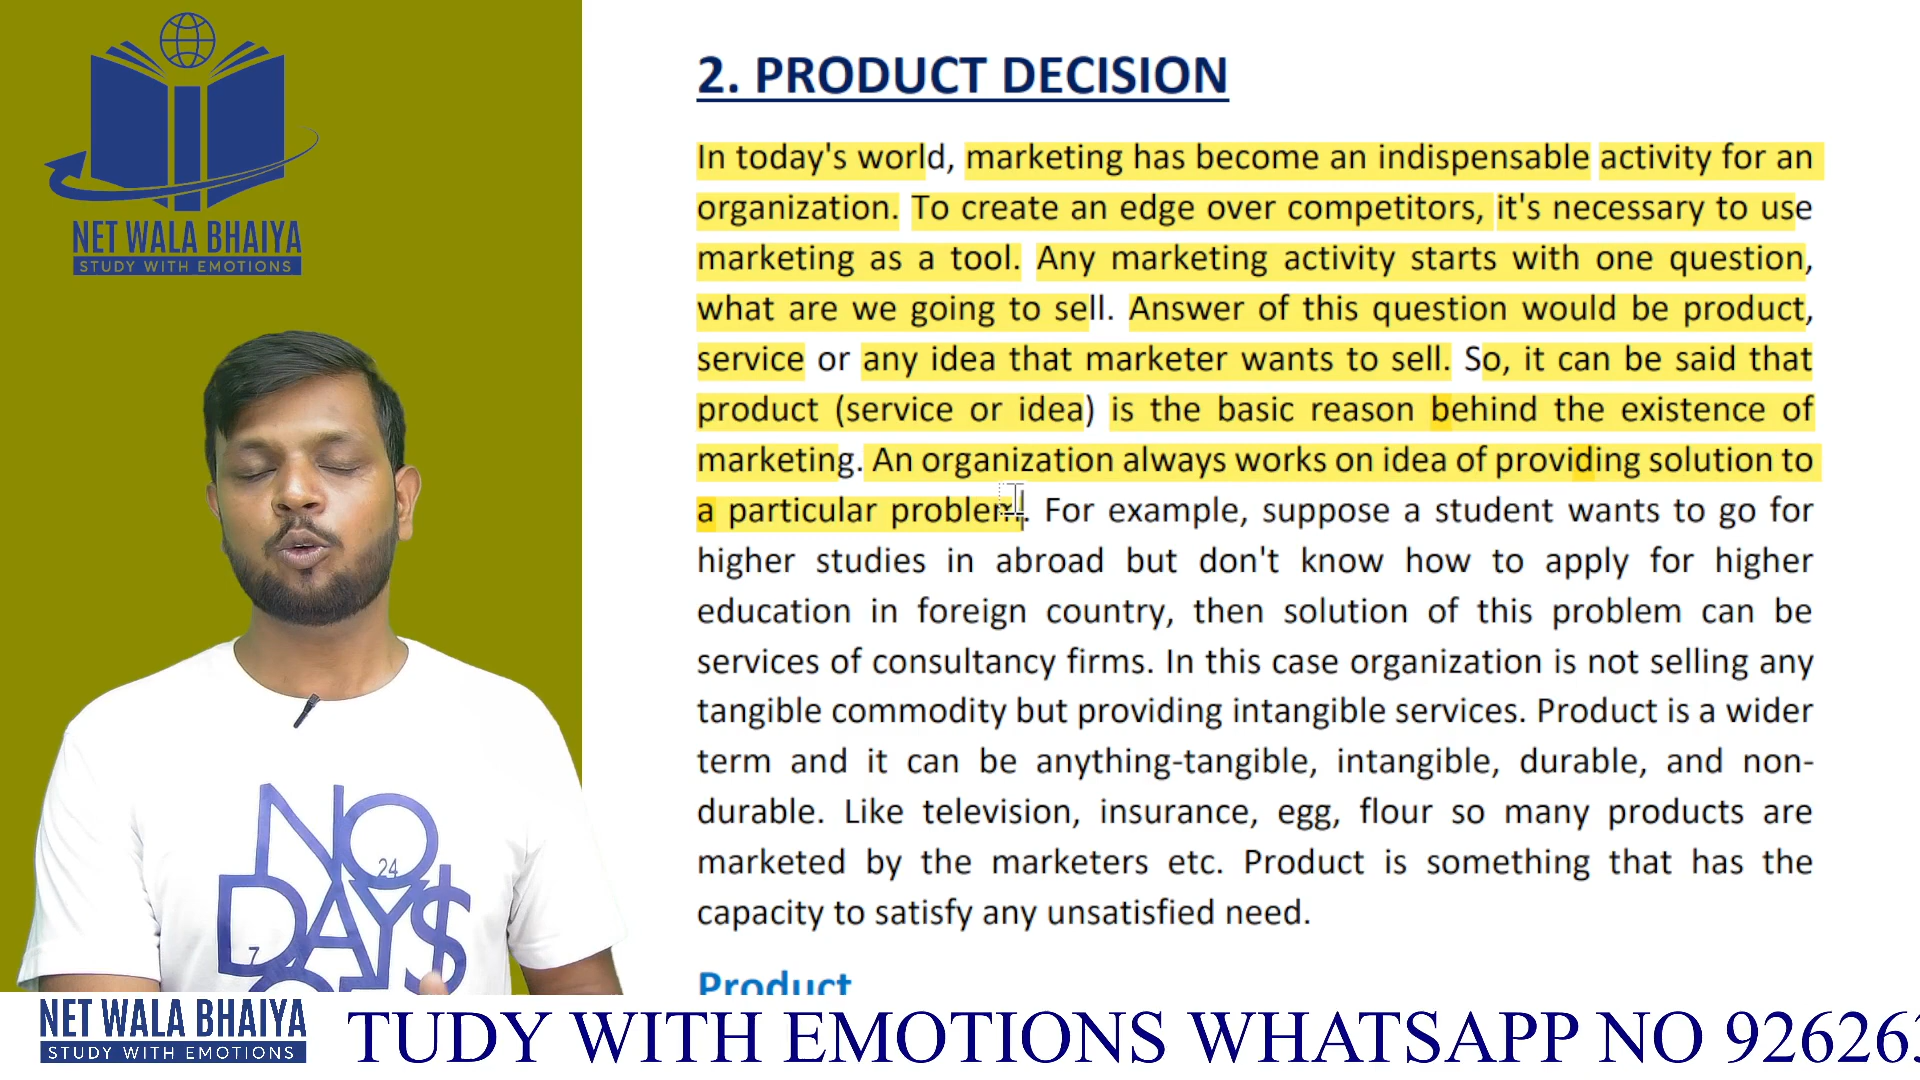 NET WALA BHAIYA
STUDY WITH EMOTIONS
2. PRODUCT DECISION
In today's world, marketing has become an indispensable activity for an
organization. To create an edge over competitors, it's necessary to use
marketing as a tool. Any marketing activity starts with one question,
what are we going to sell. Answer of this question would be product,
service or any idea that marketer wants to sell. So, it can be said that
product (service or idea) is the basic reason behind the existence of
marketing. An organization always works on idea of providing solution to
a particular problem. For example, suppose a student wants to go for
higher studies in abroad but don't know how to apply for higher
education in foreign country, then solution of this problem can be
services of consultancy firms. In this case organization is not selling any
tangible commodity but providing intangible services. Product is a wider
term and it can be anything-tangible, intangible, durable, and non-
durable. Like television, insurance, egg, flour so many products are
marketed by the marketers etc. Product is something that has the
capacity to satisfy any unsatisfied need.
Product
NO
24
DAY$
7
NET WALA BHAIYA
STUDY WITH EMOTIONS
TUDY WITH EMOTIONS WHATSAPP NO 92626